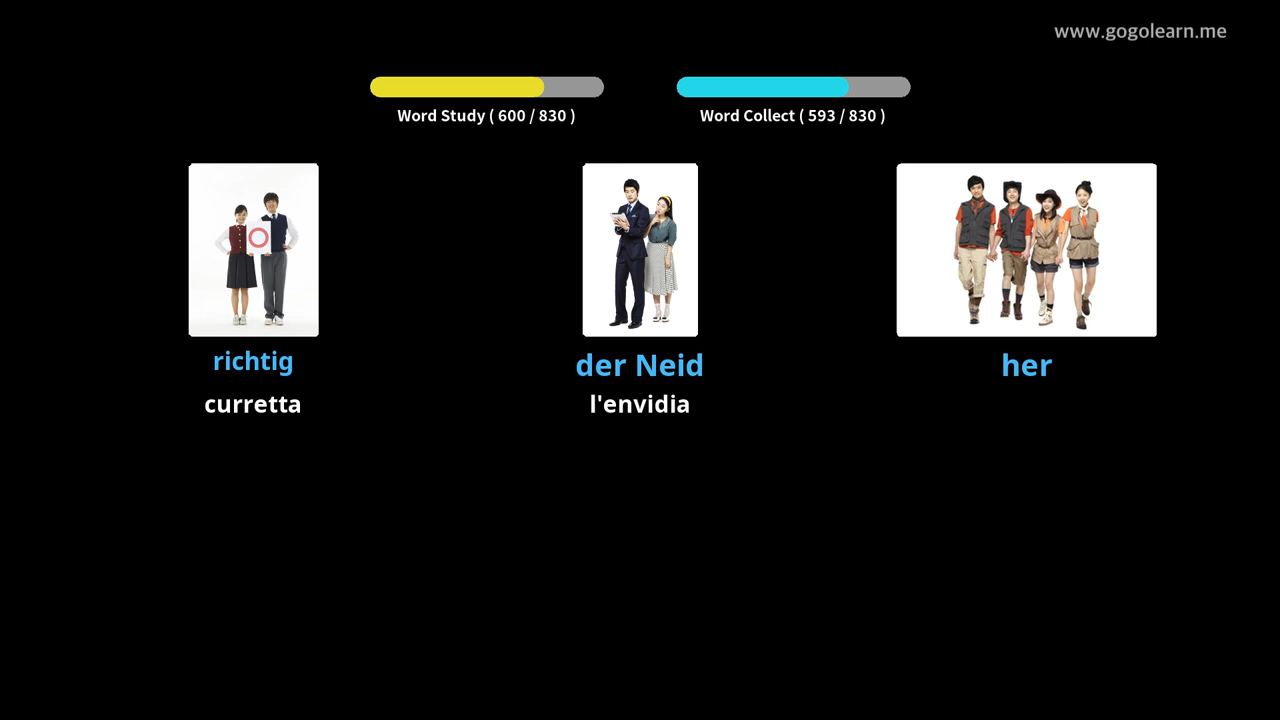 www.gogolearn.me
Word Study ( 600 / 830 )
Word Collect ( 593 / 830 )
richtig
curretta
der Neid
l'envidia
her